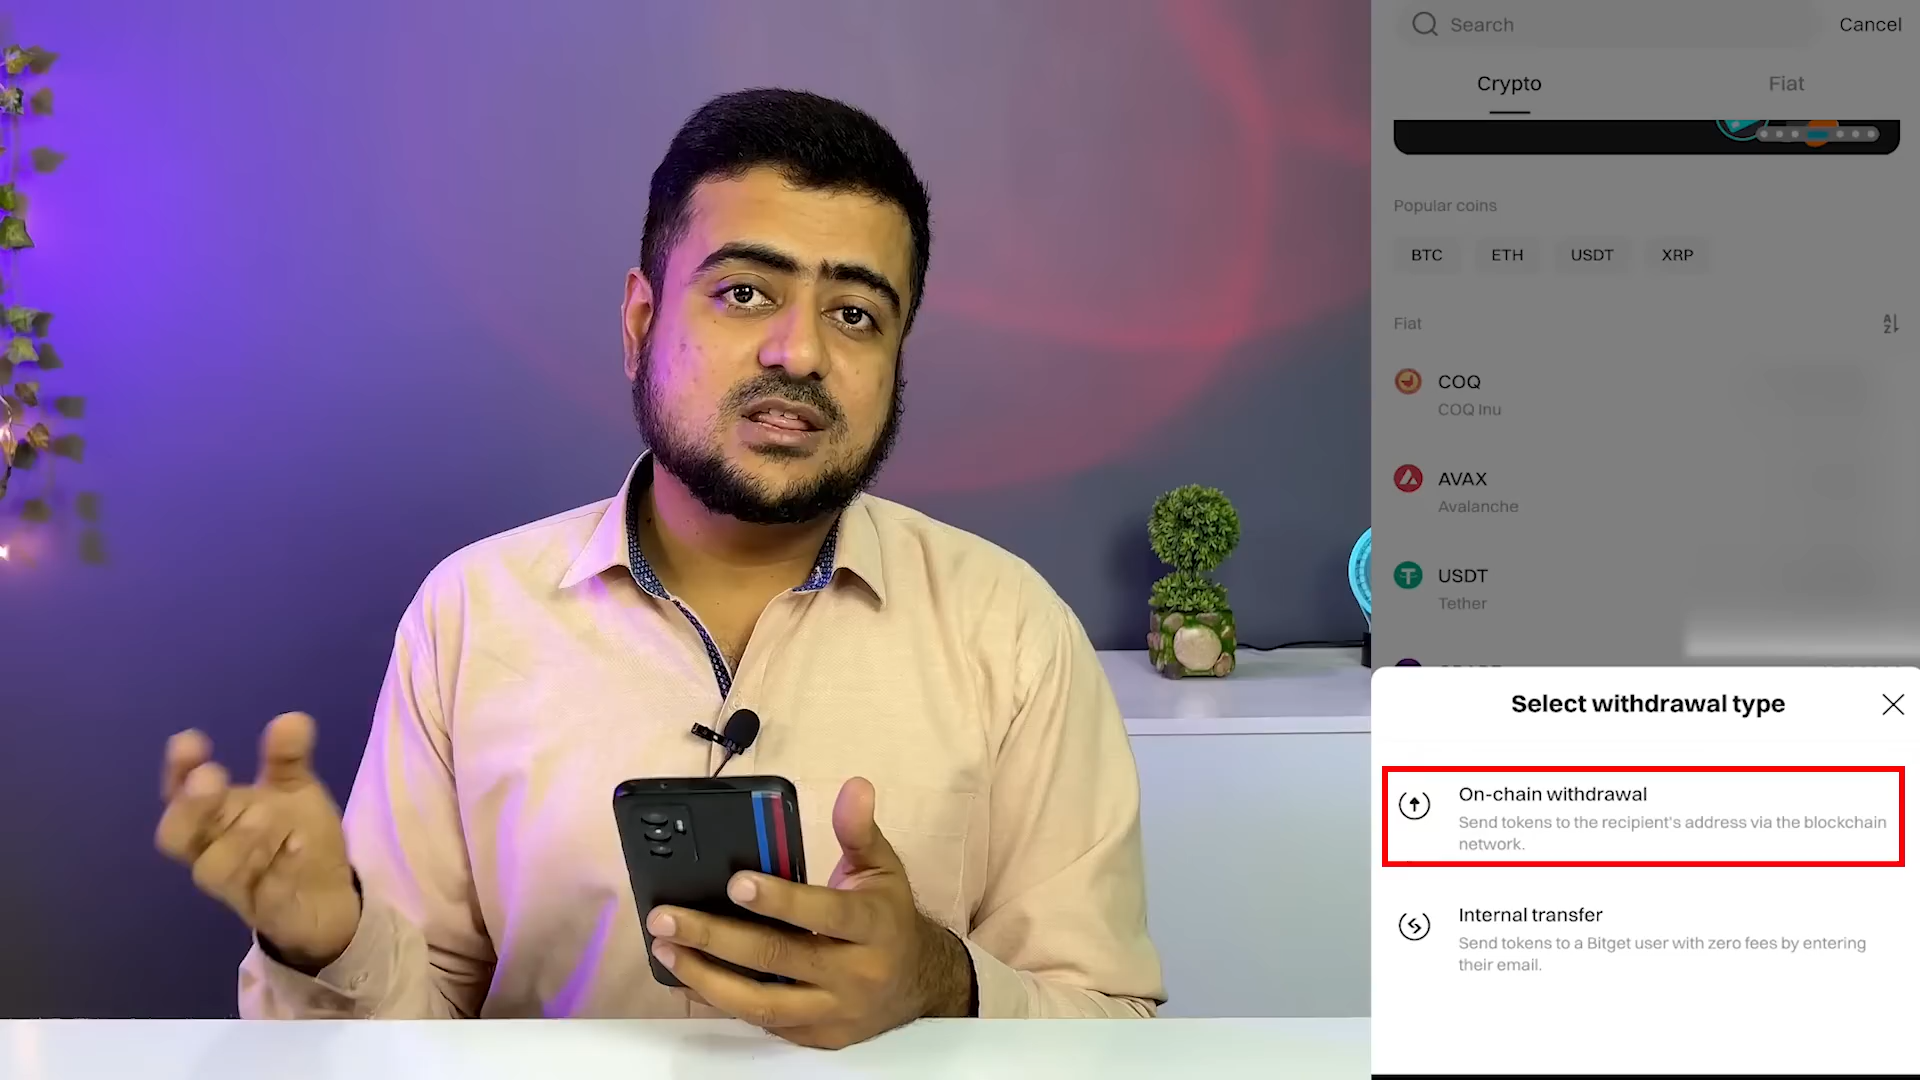 Search
Cancel
Crypto
Fiat
Popular coins
BTC
ETH
USDT
XRP
Fiat
COQ
COQ Inu
AVAX
Avalanche
USDT
Tether
Select withdrawal type
On-chain withdrawal
Send tokens to the recipient's address via the blockchain
network.
Internal transfer
Send tokens to a Bitget user with zero fees by entering
their email.